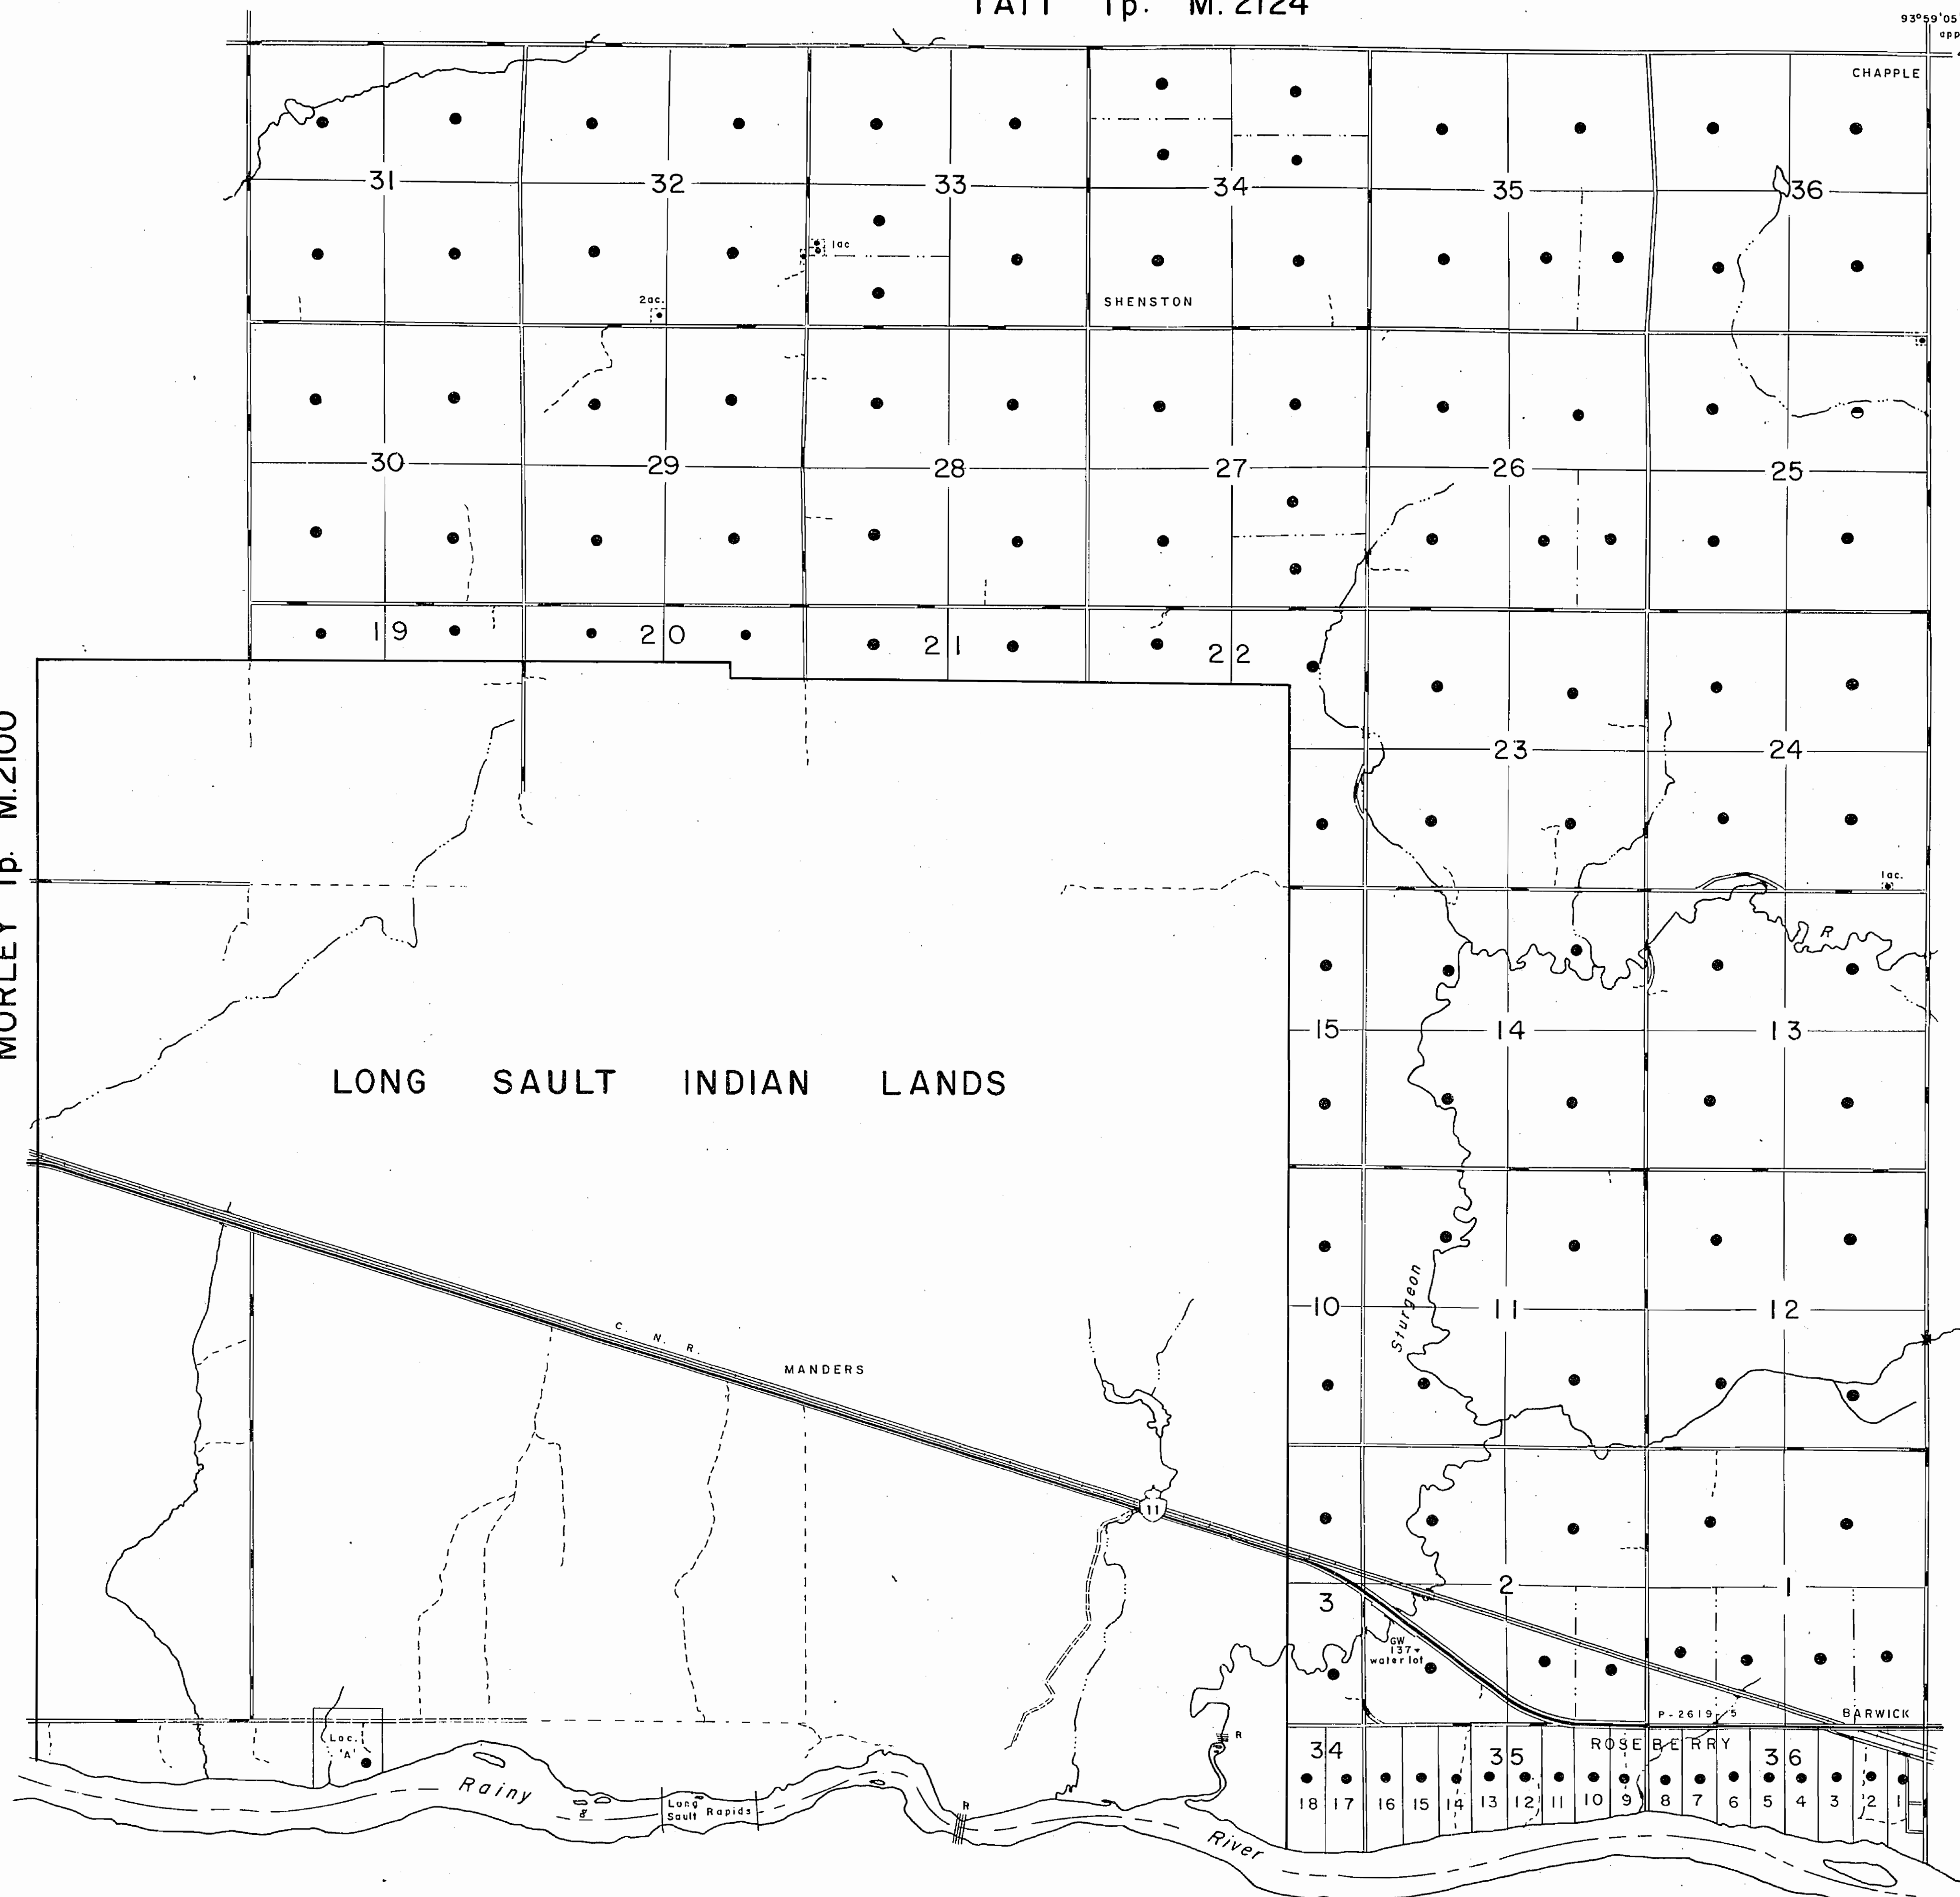 TAIT Tp. M.2124
93°59'05
app
CHAPPLE
31 32 33 34 35 36
1ac
2ac.
SHENSTON
30 29 28 27 26 25
19 20 21 22
MORLEY Tp. M.2100
23 24
1ac.
R
15 14 13
LONG SAULT INDIAN LANDS
Sturgeon
10 11 12
C. N. R.
MANDERS
11
3 2 1
GW
137
water lot
P-2619-5
BARWICK
ROSEBERRY
Loc.
'A'
34 35 36
18 17 16 15 14 13 12 11 10 9 8 7 6 5 4 3 2 1
Rainy
8
Long
Sault Rapids
R
R
River